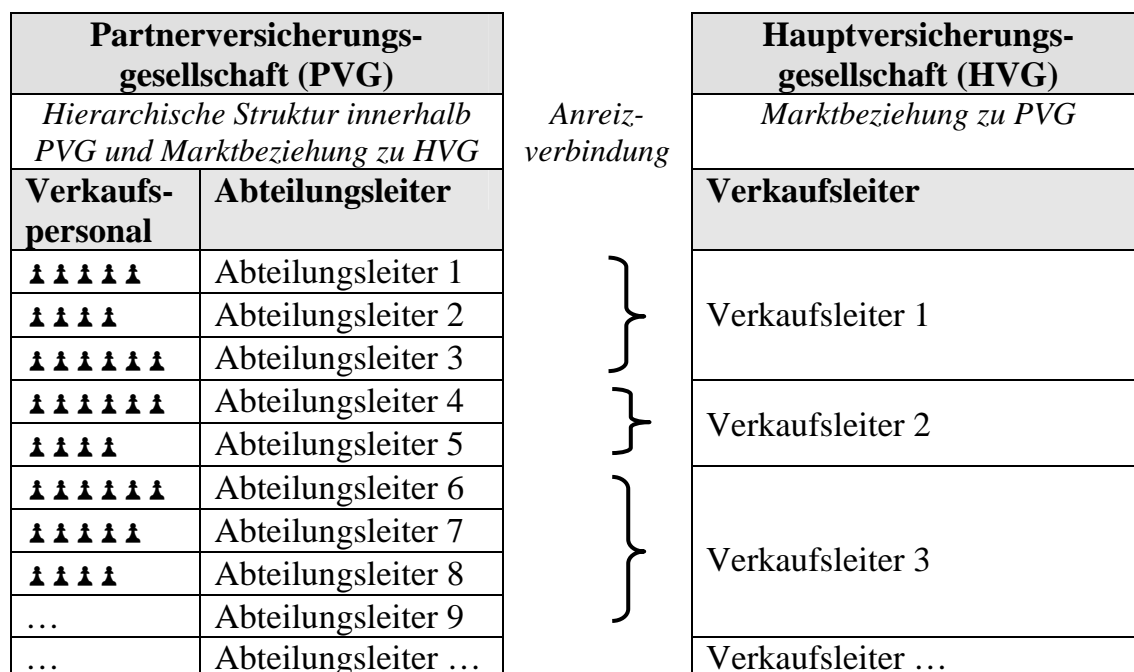 Partnerversicherungs-
gesellschaft (PVG)
Hierarchische Struktur innerhalb
PVG und Marktbeziehung zu HVG
Anreiz-
verbindung
Hauptversicherungs-
gesellschaft (HVG)
Marktbeziehung zu PVG
Verkaufs-
personal
Abteilungsleiter
Verkaufsleiter
Abteilungsleiter 1
Abteilungsleiter 2
Abteilungsleiter 3
Verkaufsleiter 1
Abteilungsleiter 4
Abteilungsleiter 5
Verkaufsleiter 2
Abteilungsleiter 6
Abteilungsleiter 7
Abteilungsleiter 8
… Abteilungsleiter 9
Verkaufsleiter 3
… Abteilungsleiter …
Verkaufsleiter …